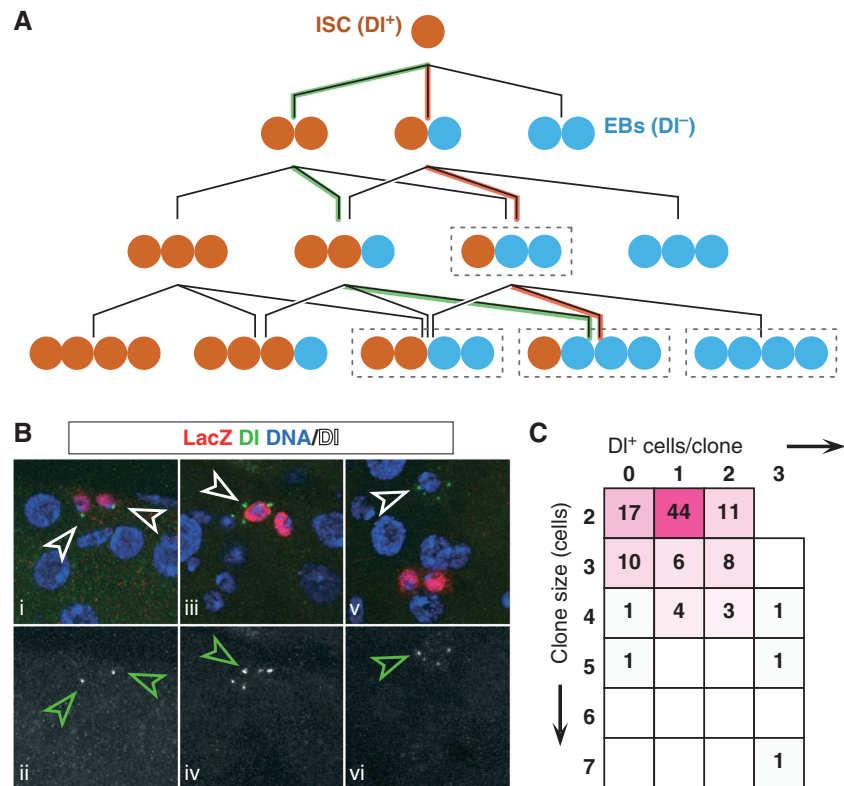 A
ISC (Dl⁺)
EBs (Dl⁻)
B
LacZ Dl DNA/Dl
i
iii
v
ii
iv
vi
C
Dl⁺ cells/clone
0 1 2 3
Clone size (cells)
2 17 44 11
3 10 6 8
4 1 4 3 1
5 1 1
6
7 1